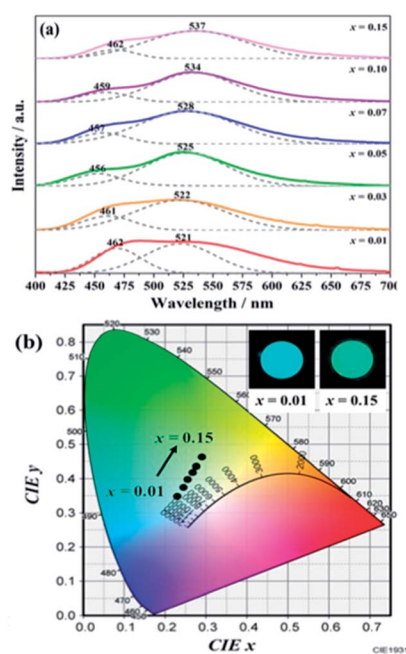 (a)
537
462
x = 0.15
534
459
x = 0.10
528
457
x = 0.07
525
456
x = 0.05
522
461
x = 0.03
521
462
x = 0.01
Intensity / a.u.
400 425 450 475 500 525 550 575 600 625 650 675 700
Wavelength / nm
(b)
0.8
0.7
0.6
0.5
0.4
0.3
0.2
0.1
0.0
CIE y
520
530
540
550
560
570
580
590
600
610
620
650
510
490
480
470
460
x = 0.01 x = 0.15
x = 0.15
x = 0.01
0.0 0.1 0.2 0.3 0.4 0.5 0.6 0.7
CIE x
CIE1931